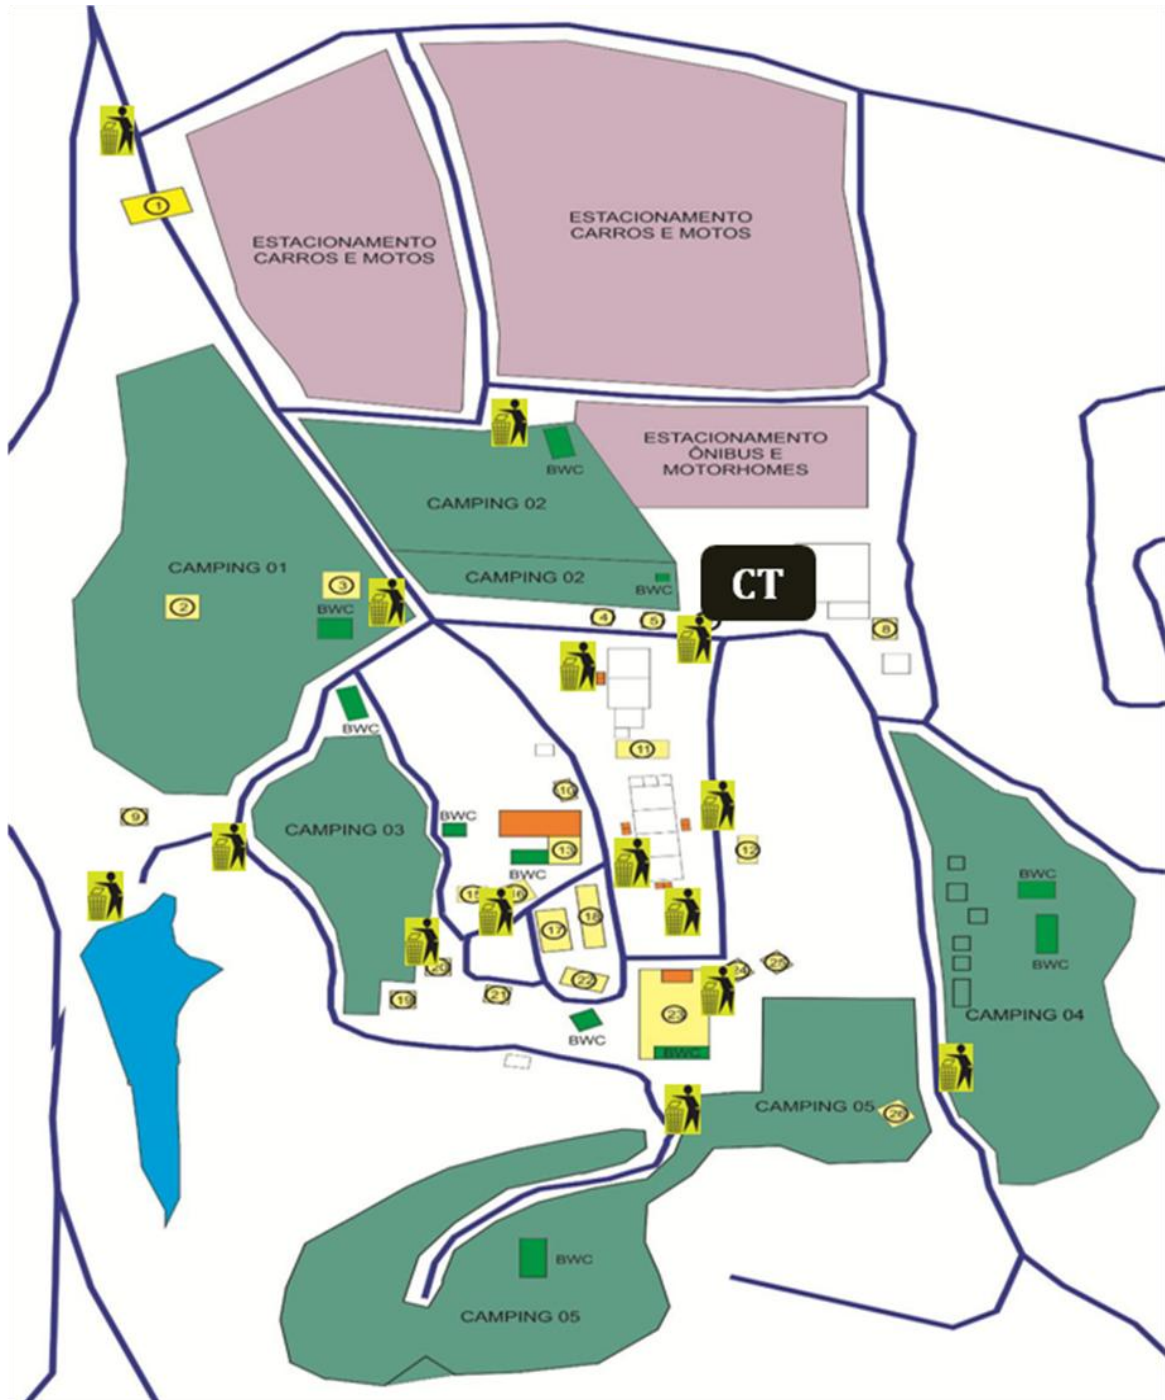 1
ESTACIONAMENTO
CARROS E MOTOS
ESTACIONAMENTO
CARROS E MOTOS
ESTACIONAMENTO
ÔNIBUS E
MOTORHOMES
BWC
CAMPING 02
CAMPING 01
CAMPING 02
BWC
CT
3
2
BWC
4
5
8
BWC
11
10
9
CAMPING 03
BWC
13
12
BWC
BWC
15
16
17
18
BWC
20
24
25
19
21
22
23
CAMPING 04
BWC
BWC
CAMPING 05
26
BWC
CAMPING 05